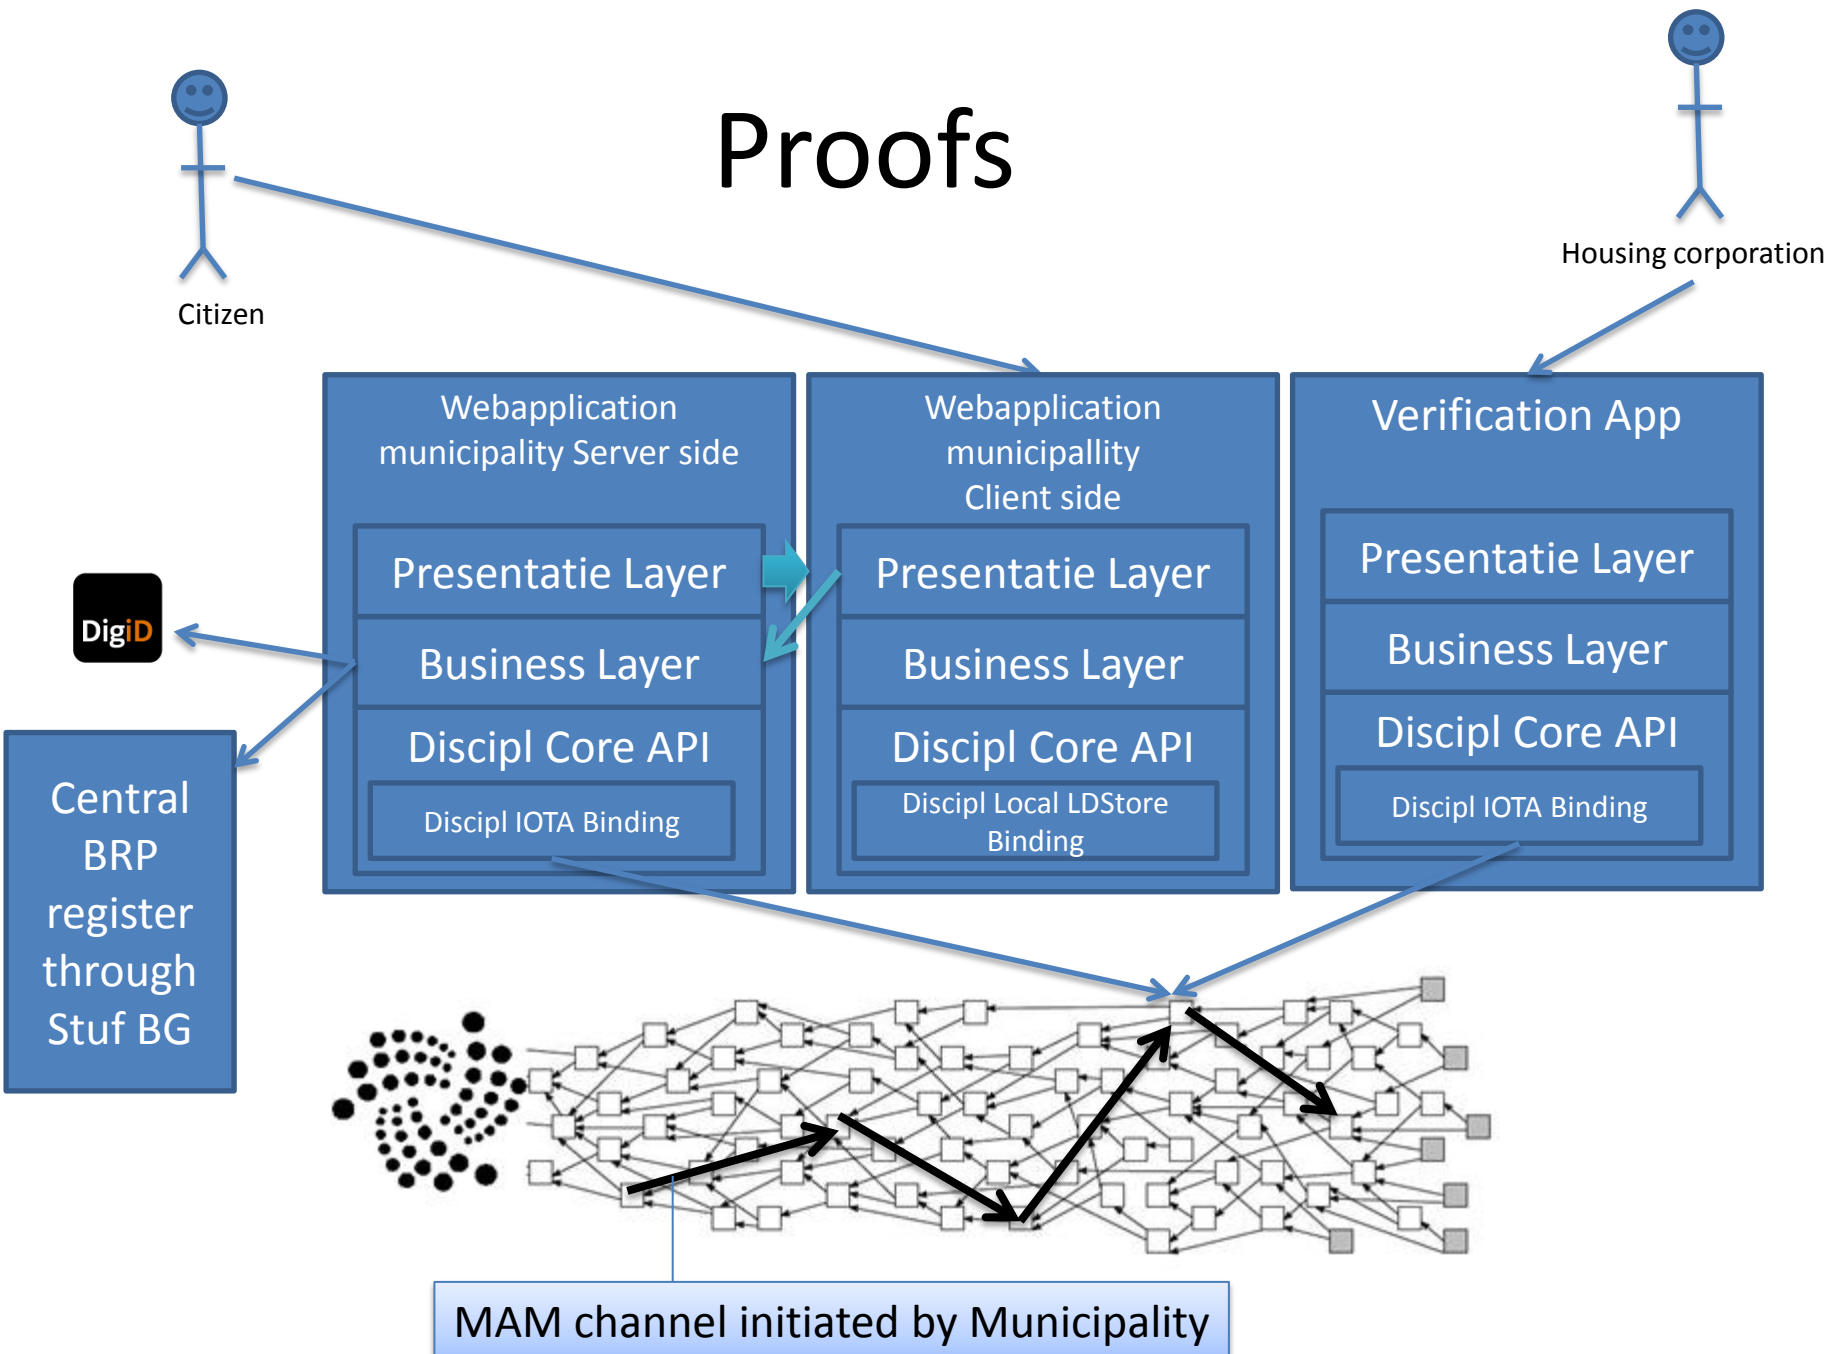 Proofs
Citizen
Housing corporation
Webapplication
municipality Server side
Presentatie Layer
Business Layer
Discipl Core API
Discipl IOTA Binding
Webapplication
municipallity
Client side
Presentatie Layer
Business Layer
Discipl Core API
Discipl Local LDStore
Binding
Verification App
Presentatie Layer
Business Layer
Discipl Core API
Discipl IOTA Binding
DigiD
Central
BRP
register
through
Stuf BG
MAM channel initiated by Municipality